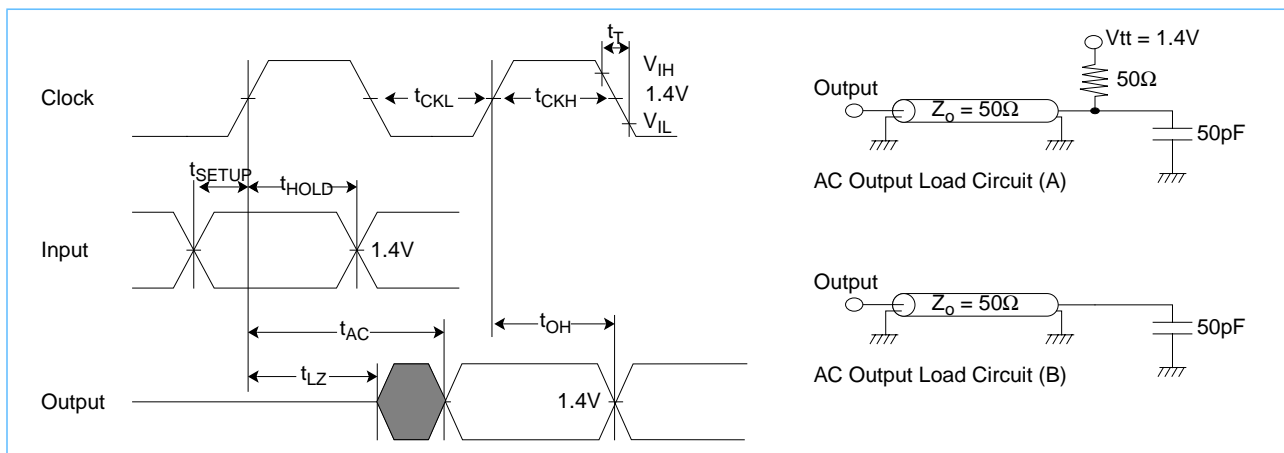 Clock
tCKL
tCKH
tT
VIH
1.4V
VIL
tSETUP
tHOLD
Input
1.4V
tAC
tOH
tLZ
Output
1.4V
Vtt = 1.4V
50Ω
Output
Zo = 50Ω
50pF
AC Output Load Circuit (A)
Output
Zo = 50Ω
50pF
AC Output Load Circuit (B)